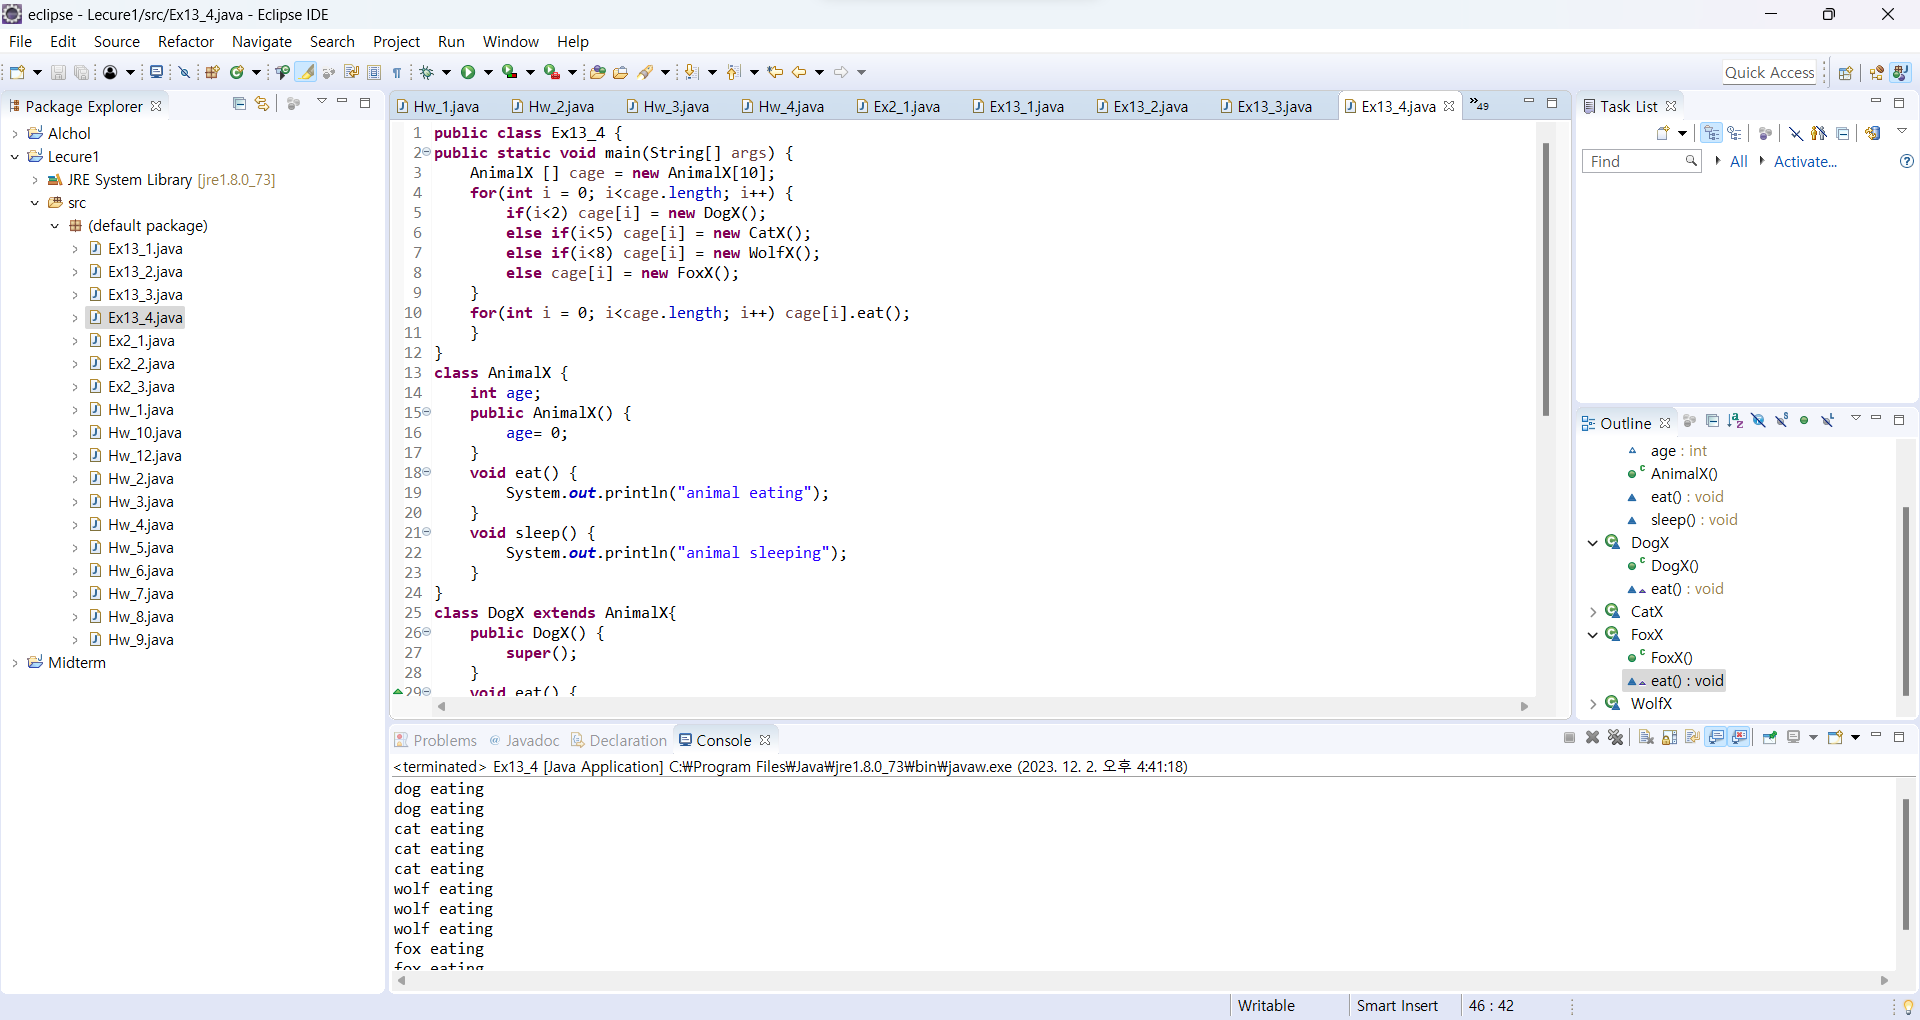 eclipse - Lecure1/src/Ex13_4.java - Eclipse IDE
File Edit Source Refactor Navigate Search Project Run Window Help
Quick Access
Package Explorer
Alchol
Lecure1
JRE System Library [jre1.8.0_73]
src
(default package)
Ex13_1.java
Ex13_2.java
Ex13_3.java
Ex13_4.java
Ex2_1.java
Ex2_2.java
Ex2_3.java
Hw_1.java
Hw_10.java
Hw_12.java
Hw_2.java
Hw_3.java
Hw_4.java
Hw_5.java
Hw_6.java
Hw_7.java
Hw_8.java
Hw_9.java
Midterm
Hw_1.java Hw_2.java Hw_3.java Hw_4.java Ex2_1.java Ex13_1.java Ex13_2.java Ex13_3.java Ex13_4.java »49
1 public class Ex13_4 {
2 public static void main(String[] args) {
3 AnimalX [] cage = new AnimalX[10];
4 for(int i = 0; i<cage.length; i++) {
5 if(i<2) cage[i] = new DogX();
6 else if(i<5) cage[i] = new CatX();
7 else if(i<8) cage[i] = new WolfX();
8 else cage[i] = new FoxX();
9 }
10 for(int i = 0; i<cage.length; i++) cage[i].eat();
11 }
12 }
13 class AnimalX {
14 int age;
15 public AnimalX() {
16 age= 0;
17 }
18 void eat() {
19 System.out.println("animal eating");
20 }
21 void sleep() {
22 System.out.println("animal sleeping");
23 }
24 }
25 class DogX extends AnimalX{
26 public DogX() {
27 super();
28 }
29 void eat() {
Task List
Find All Activate...
Outline
age : int
AnimalX()
eat() : void
sleep() : void
DogX
DogX()
eat() : void
CatX
FoxX
FoxX()
eat() : void
WolfX
Problems @ Javadoc Declaration Console
<terminated> Ex13_4 [Java Application] C:₩Program Files₩Java₩jre1.8.0_73₩bin₩javaw.exe (2023. 12. 2. 오후 4:41:18)
dog eating
dog eating
cat eating
cat eating
cat eating
wolf eating
wolf eating
wolf eating
fox eating
fox eating
Writable Smart Insert 46 : 42